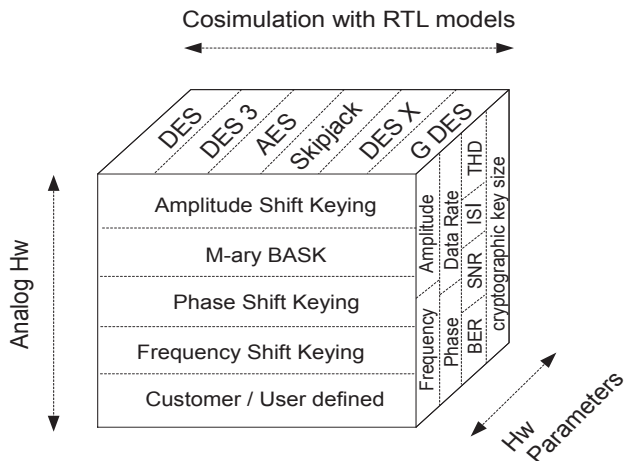 Cosimulation with RTL models
DES
DES 3
AES
Skipjack
DES X
G DES
Analog Hw
Amplitude Shift Keying
M-ary BASK
Phase Shift Keying
Frequency Shift Keying
Customer / User defined
Amplitude
Frequency
Data Rate
Phase
THD
ISI
SNR
BER
cryptographic key size
Hw
Parameters